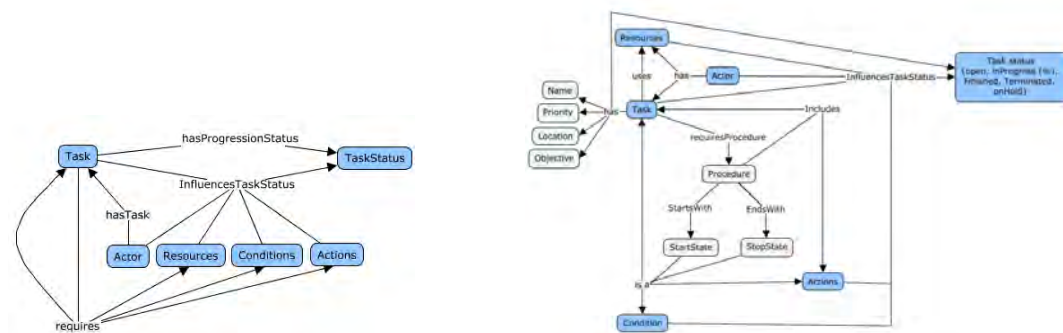 hasProgressionStatus
Task
TaskStatus
InfluencesTaskStatus
hasTask
Actor
Resources
Conditions
Actions
requires
Resources
Task status
(open, inProgress (%),
Finished, Terminated,
onHold)
uses
has
Actor
InfluencesTaskStatus
Name
Priority
has
Task
Includes
Location
Objective
requiresProcedure
Procedure
StartsWith
EndsWith
StartState
StopState
is a
Actions
Condition